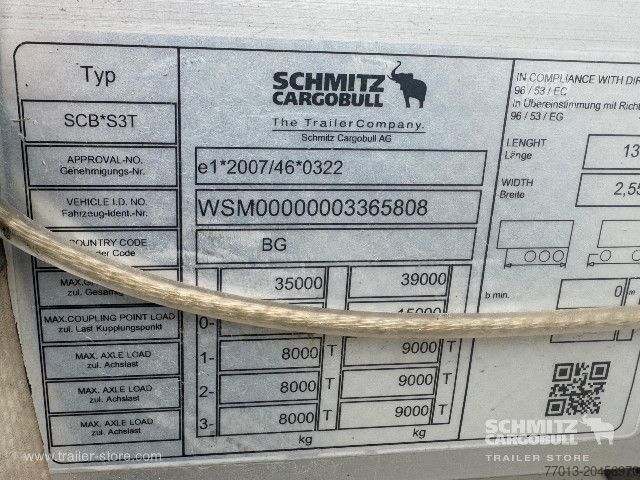 Typ
SCB*S3T
SCHMITZ
CARGOBULL
The TrailerCompany.
Schmitz Cargobull AG
IN COMPLIANCE WITH DIR
96 / 53 / EC
In Übereinstimmung mit Richt
96 / 53 / EG
APPROVAL-NO.
Genehmigungs-Nr.
e1*2007/46*0322
LENGHT
Länge
13
VEHICLE I.D. NO.
Fahrzeug-Ident.-Nr.
WSM00000003365808
WIDTH
Breite
2,55
COUNTRY CODE
Code
BG
zul.
35000
39000
b min.
0
m
MAX.COUPLING POINT LOAD
zul. Last Kupplungspunkt
0-
MAX. AXLE LOAD
zul. Achslast
1-
8000 T
9000 T
MAX. AXLE LOAD
zul. Achslast
2-
8000 T
9000 T
MAX. AXLE LOAD
zul. Achslast
3-
8000 T
9000 T
kg
kg
SCHMITZ
CARGOBULL
TRAILER STORE
www.trailer-store.com